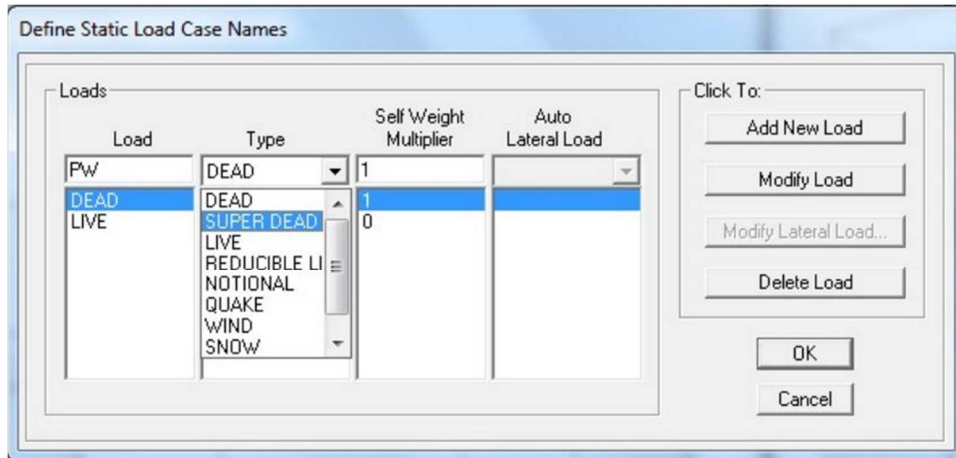 Define Static Load Case Names
Loads
Load Type Self Weight Multiplier Auto Lateral Load
PW DEAD 1
DEAD DEAD 1
LIVE SUPER DEAD 0
LIVE
REDUCIBLE LI
NOTIONAL
QUAKE
WIND
SNOW
Click To:
Add New Load
Modify Load
Modify Lateral Load...
Delete Load
OK
Cancel